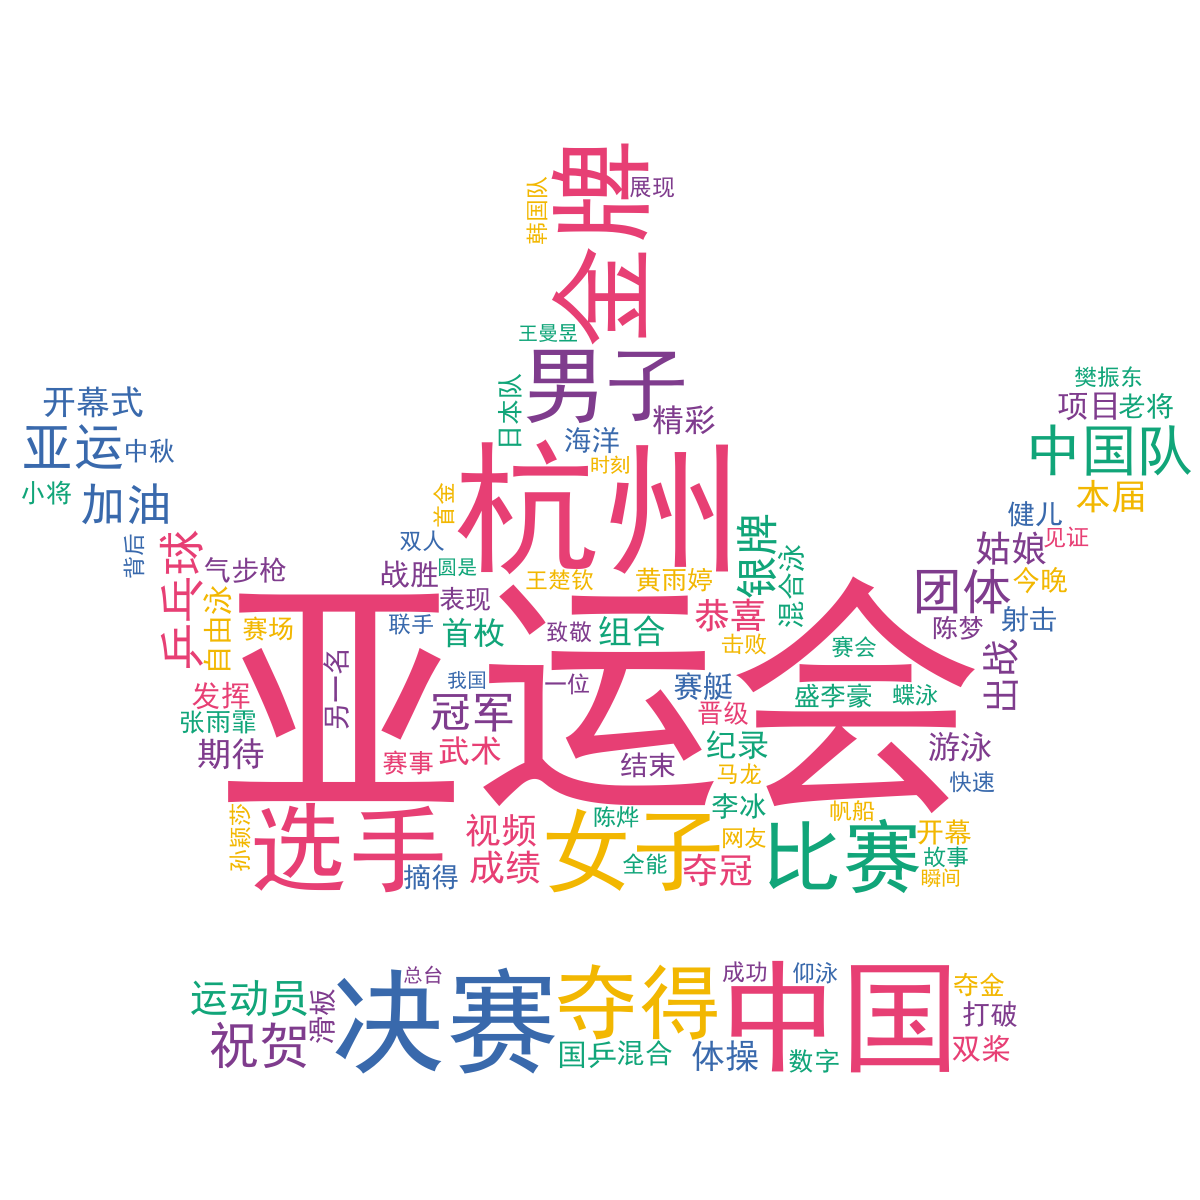 金牌
韩国队
展现
王曼昱
男子
日本队
精彩
海洋
时刻
杭州
首金
双人
开幕式
亚运
中秋
小将
加油
背后
乒乓球
气步枪
自由泳
赛场
战胜
圆是
表现
联手
首枚
王楚钦
黄雨婷
致敬
组合
恭喜
银牌
混合泳
击败
樊振东
项目
老将
中国队
本届
健儿
见证
姑娘
今晚
团体
陈梦
射击
出战
亚运会
另一名
我国
一位
冠军
武术
赛事
赛艇
晋级
纪录
结束
马龙
李冰
赛会
盛李豪
蝶泳
游泳
快速
帆船
发挥
张雨霏
期待
孙颖莎
选手
摘得
视频
成绩
女子
陈烨
全能
网友
夺冠
比赛
开幕
故事
瞬间
运动员
祝贺
滑板
总台
决赛
夺得
国乒
混合
成功
仰泳
体操
中国
数字
夺金
打破
双桨